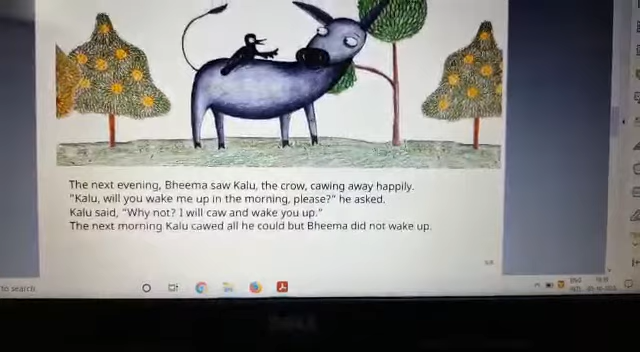 The next evening, Bheema saw Kalu, the crow, cawing away happily.
"Kalu, will you wake me up in the morning, please?" he asked.
Kalu said, "Why not? I will caw and wake you up."
The next morning Kalu cawed all he could but Bheema did not wake up.
to search